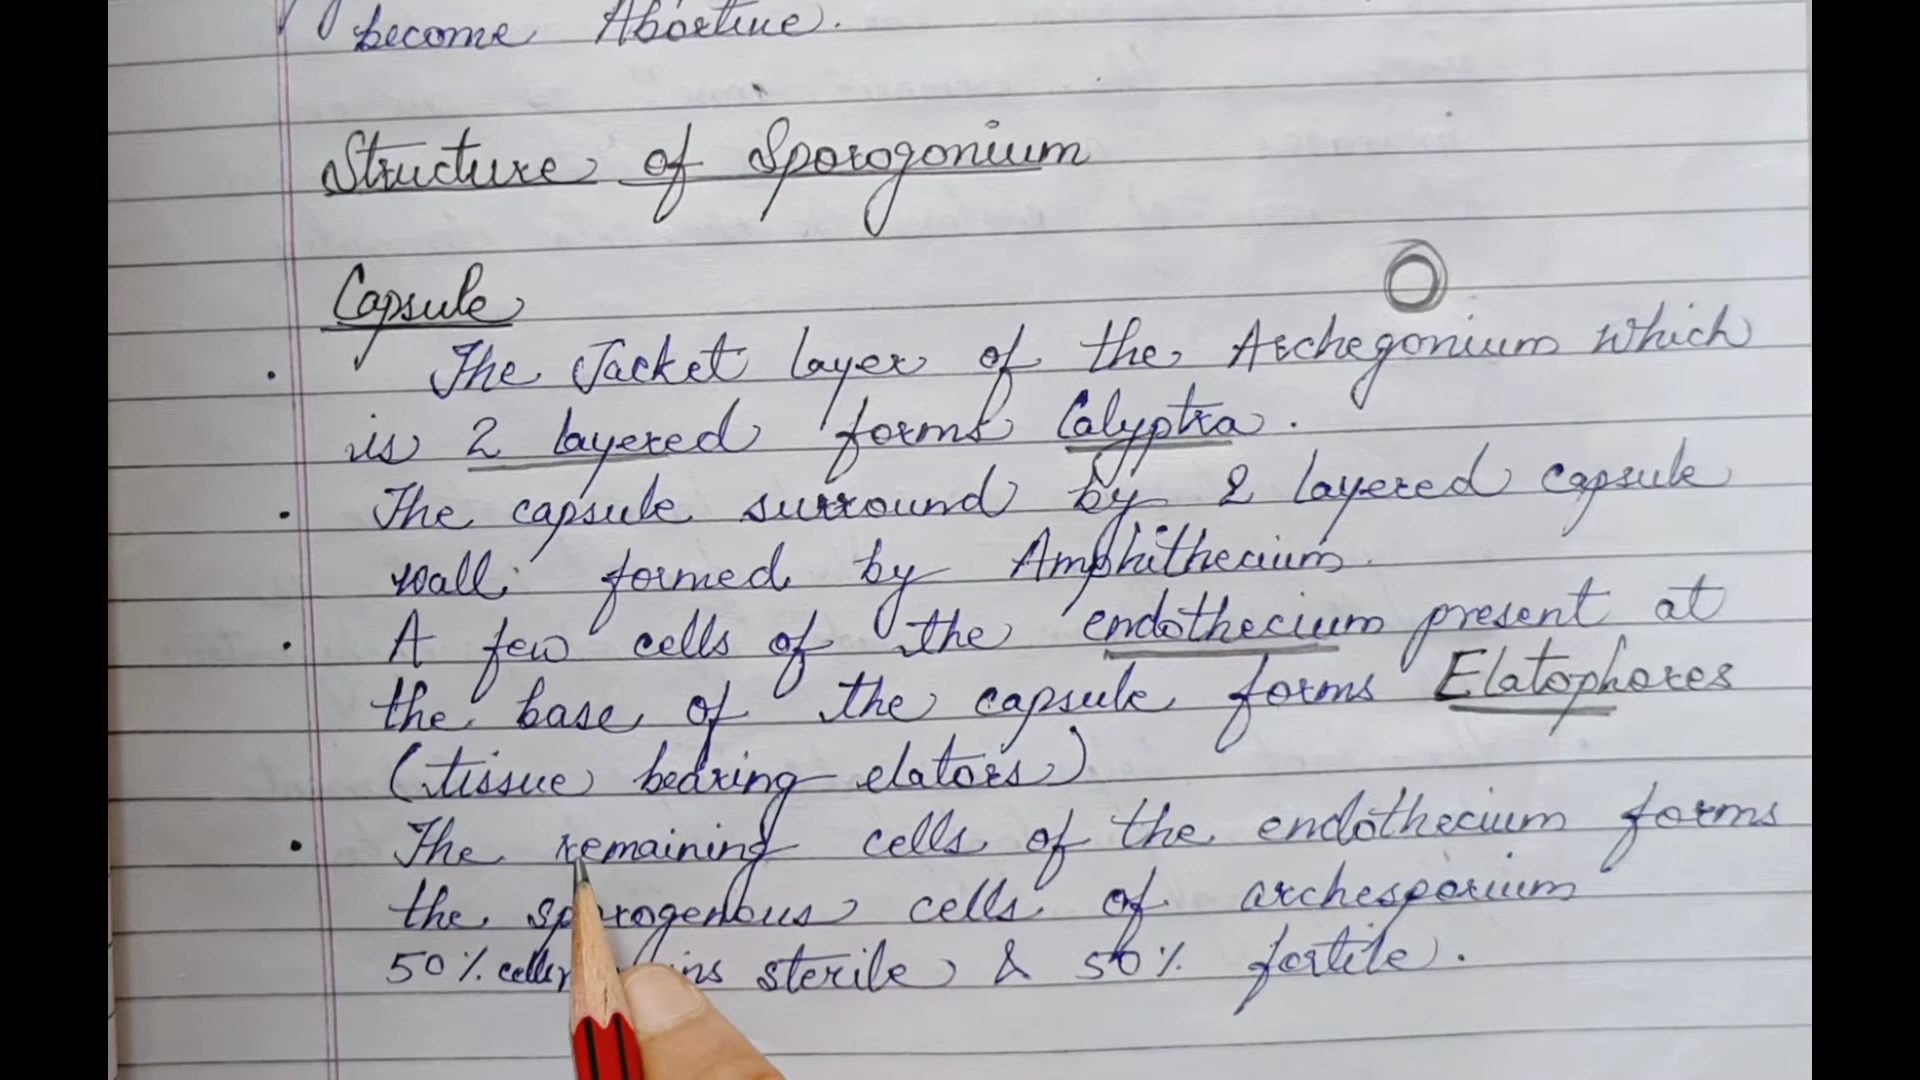 become Abortive.
Structure of Sporogonium
Capsule
• The Jacket layer of the Archegonium which
is 2 layered forms Calyptra.
• The capsule surround by 2 layered capsule
wall formed by Amphithecium.
• A few cells of the endothecium present at
the base of the capsule forms Elatophores
(tissue bearing elators)
• The remaining cells of the endothecium forms
the sporogenous cells of archesporium
50% cells sterile & 50% fertile.